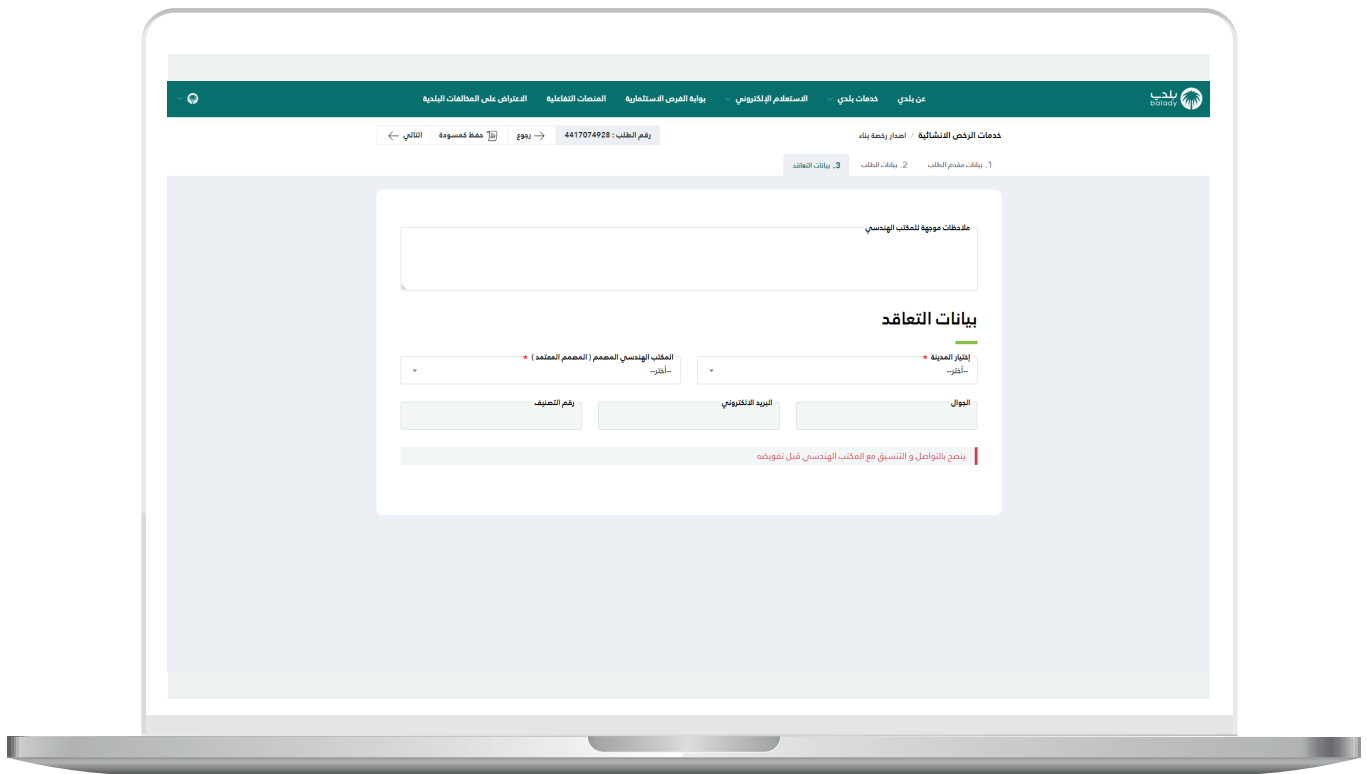 بلدي
balady
عن بلدي خدمات بلدي الاستعلام الإلكتروني بوابة الفرص الاستثمارية المنصات التفاعلية الاعتراض على المخالفات البلدية
خدمات الرخص الانشائية / اصدار رخصة بناء
رقم الطلب : 4417074928 رجوع حفظ كمسودة التالي
1. بيانات مقدم الطلب 2. بيانات الطلب 3. بيانات التعاقد
ملاحظات موجهة للمكتب الهندسي
بيانات التعاقد
إختيار المدينة * المكتب الهندسي المصمم ( المصمم المعتمد ) *
--أختر-- --أختر--
الجوال البريد الالكتروني رقم التصنيف
ينصح بالتواصل و التنسيق مع المكتب الهندسي قبل تفويضه